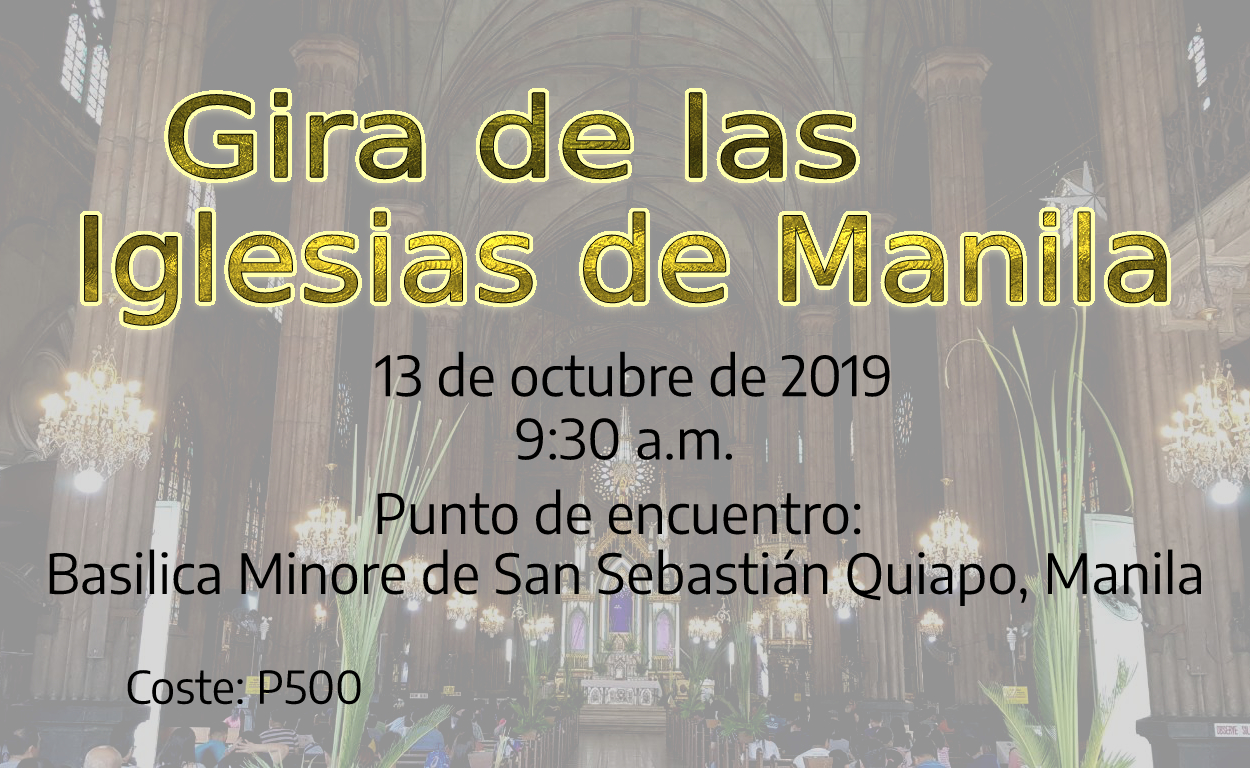 Gira de las
Iglesias de Manila
13 de octubre de 2019
9:30 a.m.
Punto de encuentro:
Basilica Minore de San Sebastián Quiapo, Manila
Coste: P500